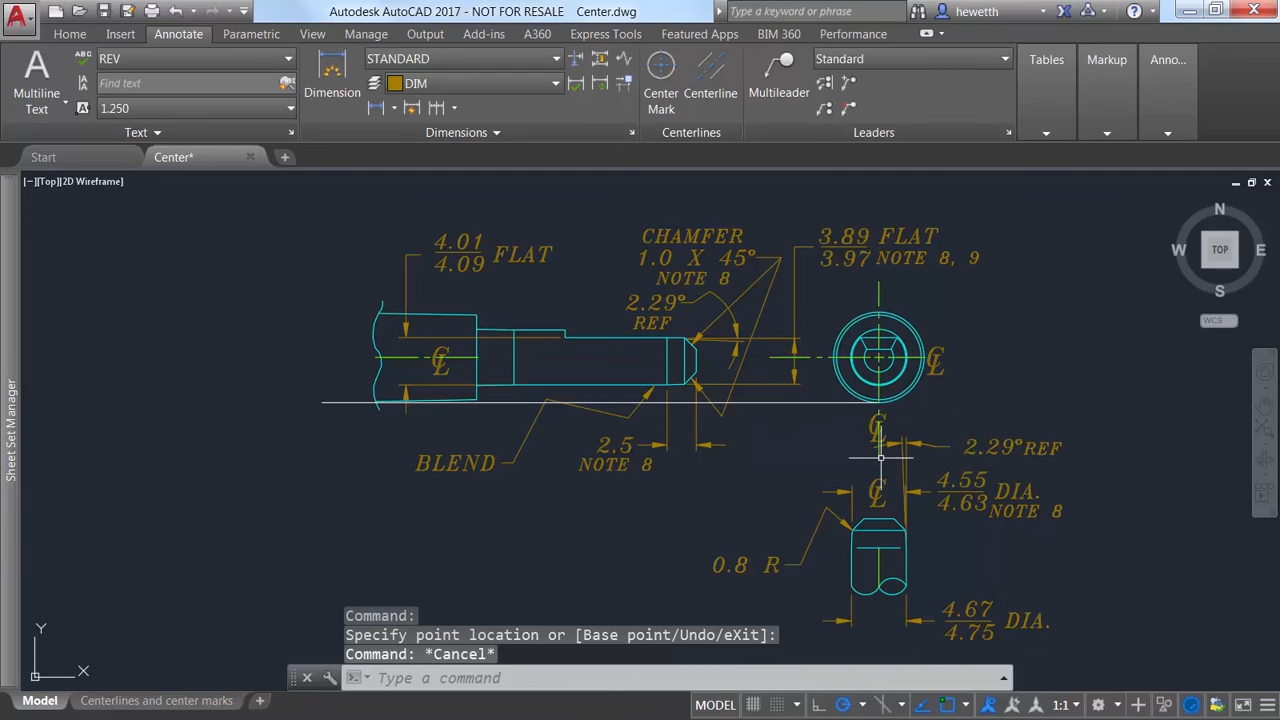 Autodesk AutoCAD 2017 - NOT FOR RESALE Center.dwg
Type a keyword or phrase
hewetth
Home Insert Annotate Parametric View Manage Output Add-ins A360 Express Tools Featured Apps BIM 360 Performance
Multiline
Text
ABC
REV
Find text
1.250
Text
Dimension
STANDARD
DIM
Dimensions
Center
Mark
Centerline
Centerlines
Multileader
Standard
Leaders
Tables
Markup
Anno...
Start
Center*
[−][Top][2D Wireframe]
N
W TOP E
S
WCS
Sheet Set Manager
4.01
4.09 FLAT
CHAMFER
1.0 X 45°
NOTE 8
2.29°
REF
3.89 FLAT
3.97 NOTE 8, 9
℄
℄
℄
℄
BLEND
2.5
NOTE 8
2.29° REF
4.55 DIA.
4.63 NOTE 8
0.8 R
4.67 DIA.
4.75
Y
X
Command:
Specify point location or [Base point/Undo/eXit]:
Command: *Cancel*
Type a command
Model
Centerlines and center marks
MODEL
1:1